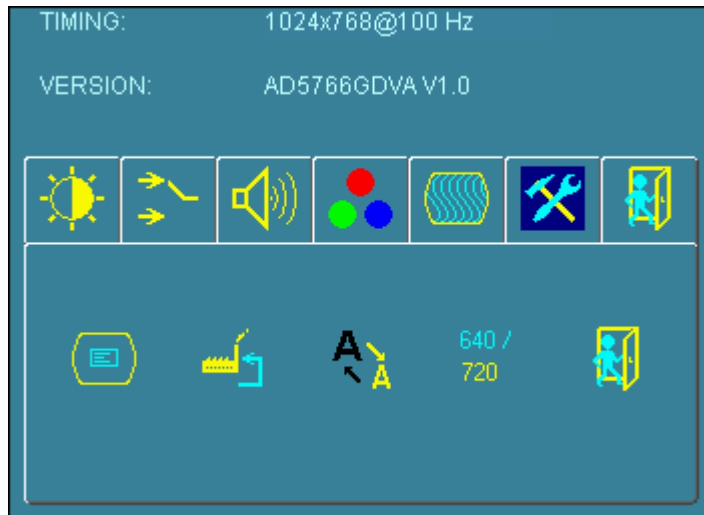 TIMING: 1024x768@100 Hz
VERSION: AD5766GDVA V1.0
A
A
640 /
720